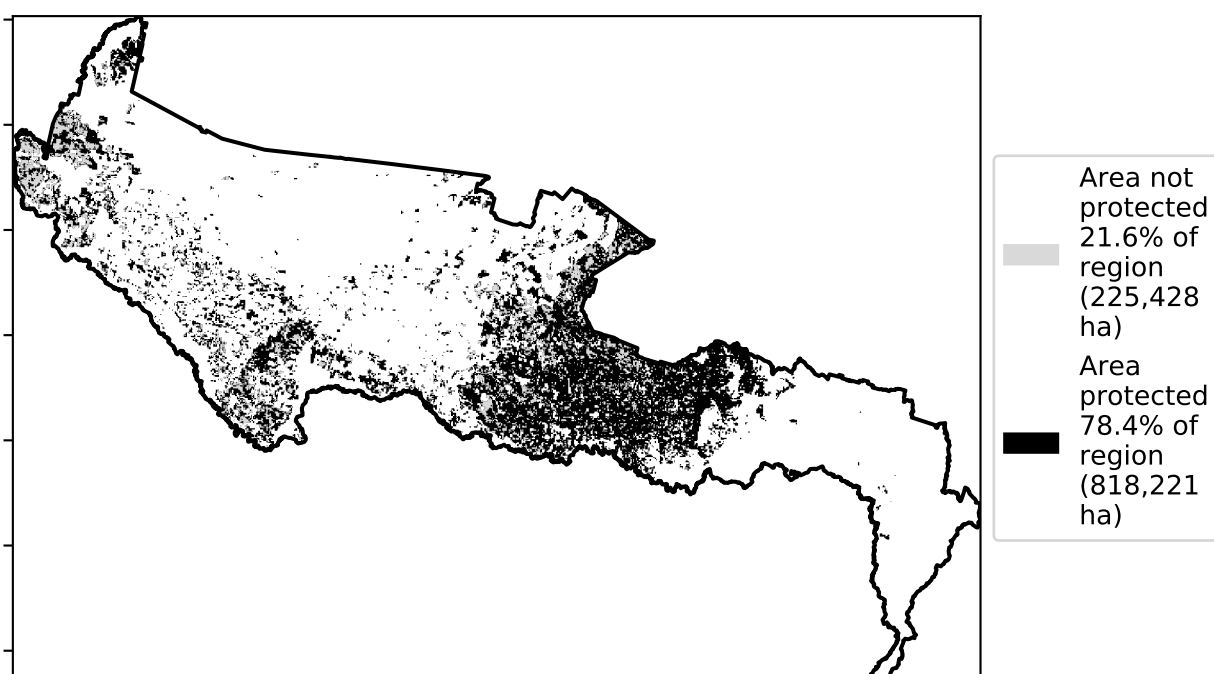 Area not
protected
21.6% of
region
(225,428
ha)
Area
protected
78.4% of
region
(818,221
ha)